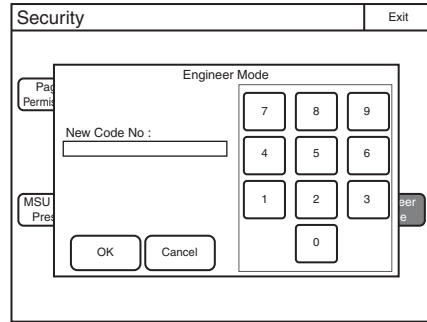 Security
Exit
Engineer Mode
New Code No :
7 8 9
4 5 6
1 2 3
0
OK Cancel
MSU